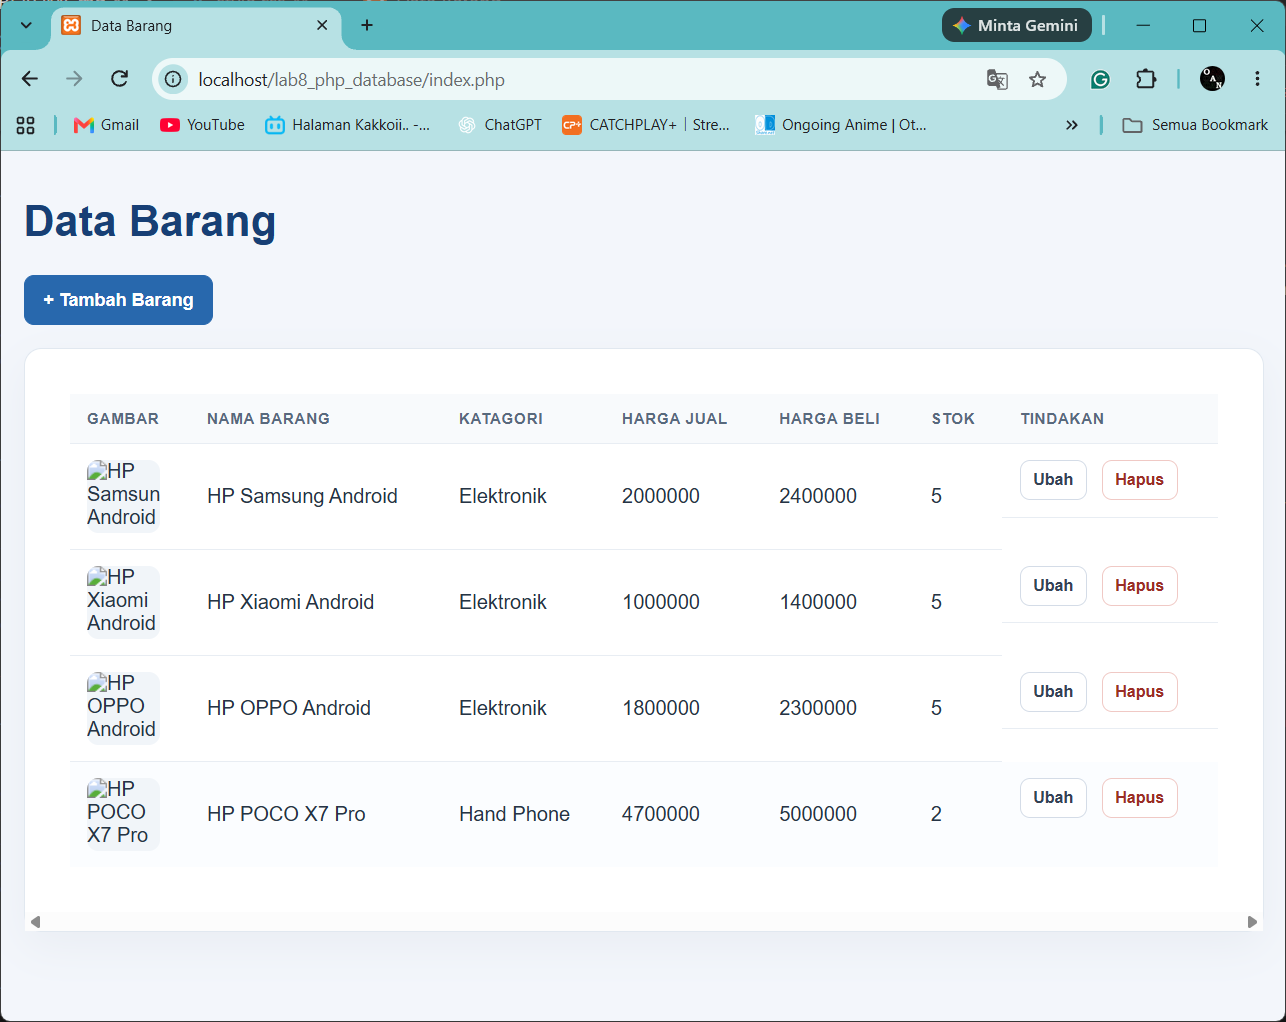 Data Barang
Minta Gemini
localhost/lab8_php_database/index.php
Gmail
YouTube
Halaman Kakkoii.. -...
ChatGPT
CATCHPLAY+ | Stre...
Ongoing Anime | Ot...
Semua Bookmark
Data Barang
+ Tambah Barang
GAMBAR NAMA BARANG KATAGORI HARGA JUAL HARGA BELI STOK TINDAKAN
HP
Samsun
Android
HP Samsung Android Elektronik 2000000 2400000 5 Ubah Hapus
HP
Xiaomi
Android
HP Xiaomi Android Elektronik 1000000 1400000 5 Ubah Hapus
HP
OPPO
Android
HP OPPO Android Elektronik 1800000 2300000 5 Ubah Hapus
HP
POCO
X7 Pro
HP POCO X7 Pro Hand Phone 4700000 5000000 2 Ubah Hapus